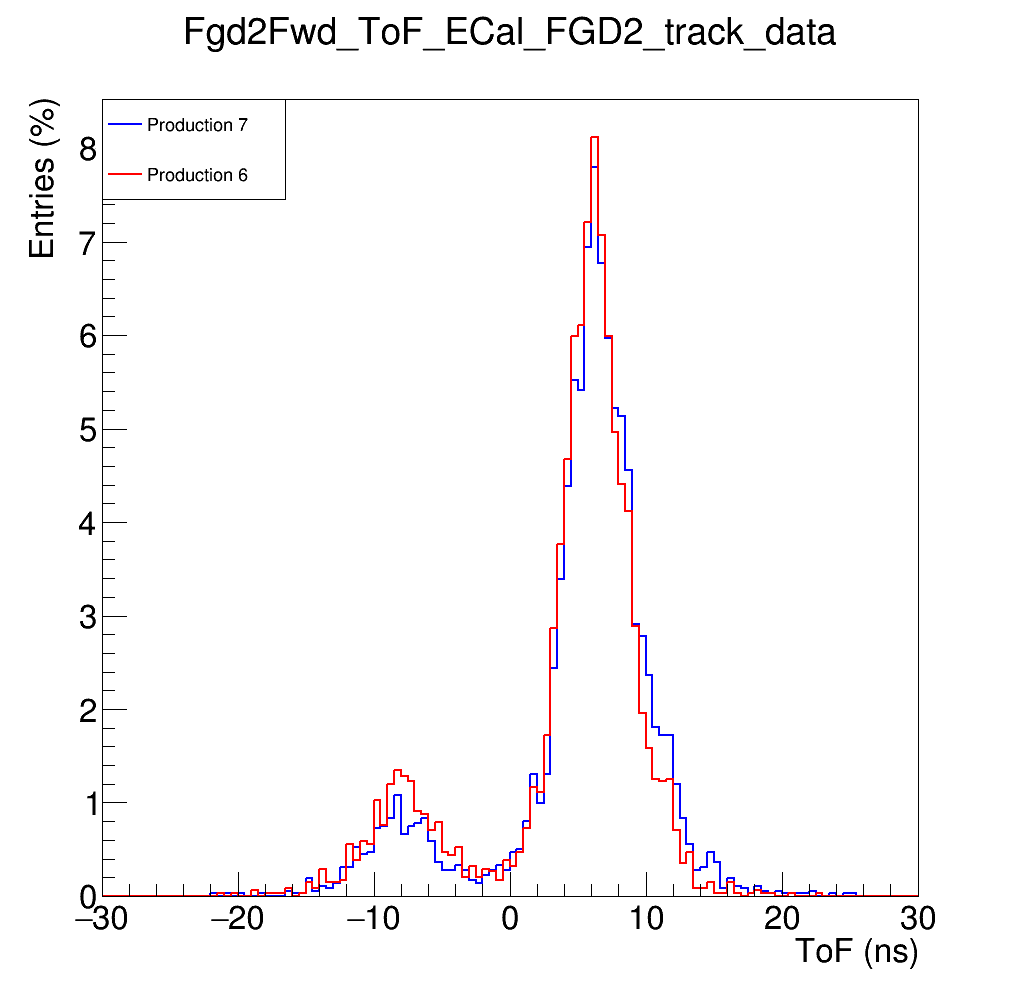 Fgd2Fwd_ToF_ECal_FGD2_track_data
Entries (%)
Production 7
Production 6
8
7
6
5
4
3
2
1
0
−30 −20 −10 0 10 20 30
ToF (ns)